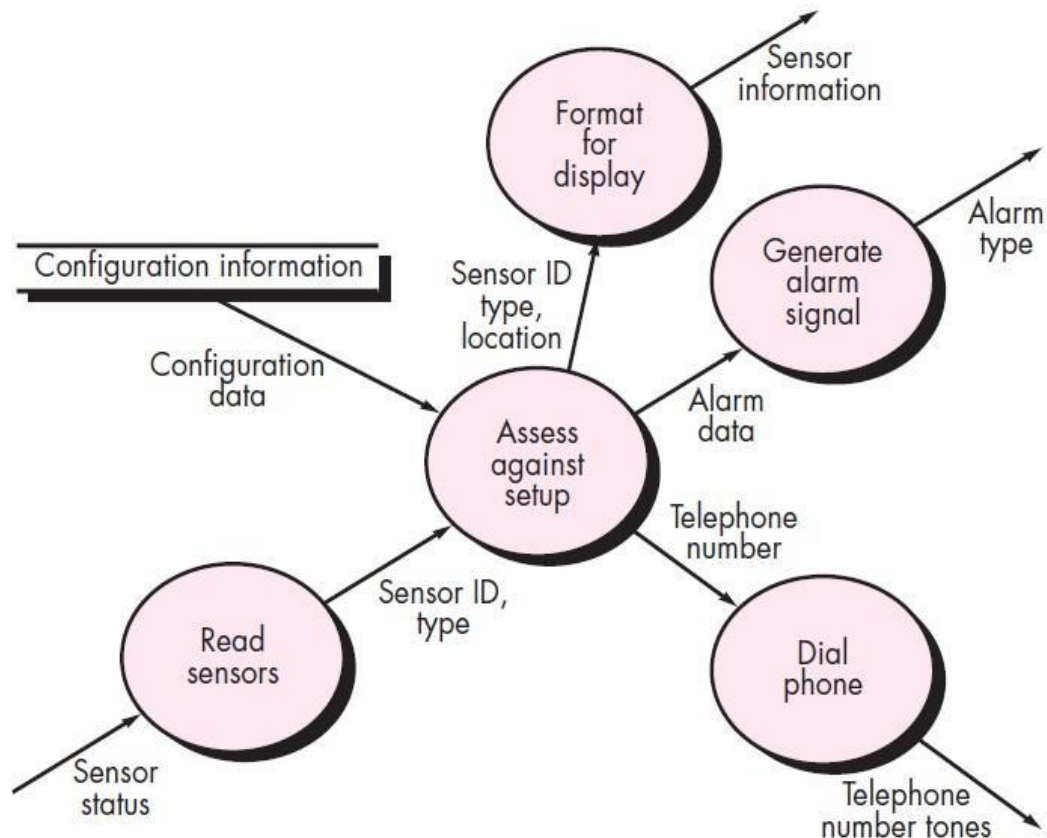 Sensor
information
Format
for
display
Alarm
type
Configuration information
Sensor ID
type,
location
Generate
alarm
signal
Configuration
data
Alarm
data
Assess
against
setup
Telephone
number
Sensor ID,
type
Read
sensors
Dial
phone
Sensor
status
Telephone
number tones